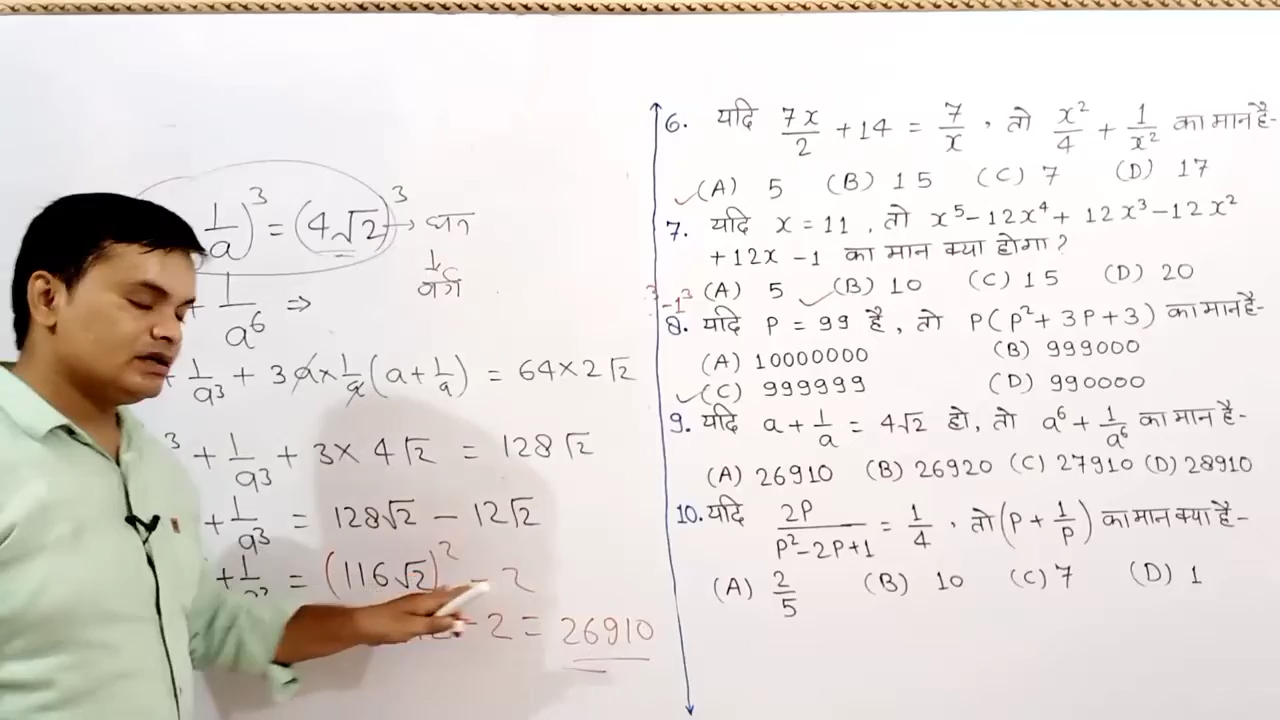 1/a)³ = (4√2)³ → घन
↓
वर्ग
+ 1/a⁶ ⇒
+ 1/a³ + 3a×1/a(a+1/a) = 64×2√2
³ + 1/a³ + 3×4√2 = 128√2
+ 1/a³ = 128√2 - 12√2
+ 1/ = (116√2)² - 2
- 2 = 26910
6. यदि 7x/2 + 14 = 7/x , तो x²/4 + 1/x² का मान है-
(A) 5 (B) 15 (C) 7 (D) 17
7. यदि x = 11 , तो x⁵-12x⁴+ 12x³-12x²
+12x -1 का मान क्या होगा ?
(A) 5 (B) 10 (C) 15 (D) 20
-1³
8. यदि P = 99 है , तो P(P²+3P+3) का मान है-
(A) 10000000 (B) 999000
(C) 999999 (D) 990000
9. यदि a+1/a = 4√2 हो, तो a⁶+1/a⁶ का मान है-
(A) 26910 (B) 26920 (C) 27910 (D) 28910
10. यदि 2P/P²-2P+1 = 1/4 , तो (P+1/P) का मान क्या है-
(A) 2/5 (B) 10 (C) 7 (D) 1